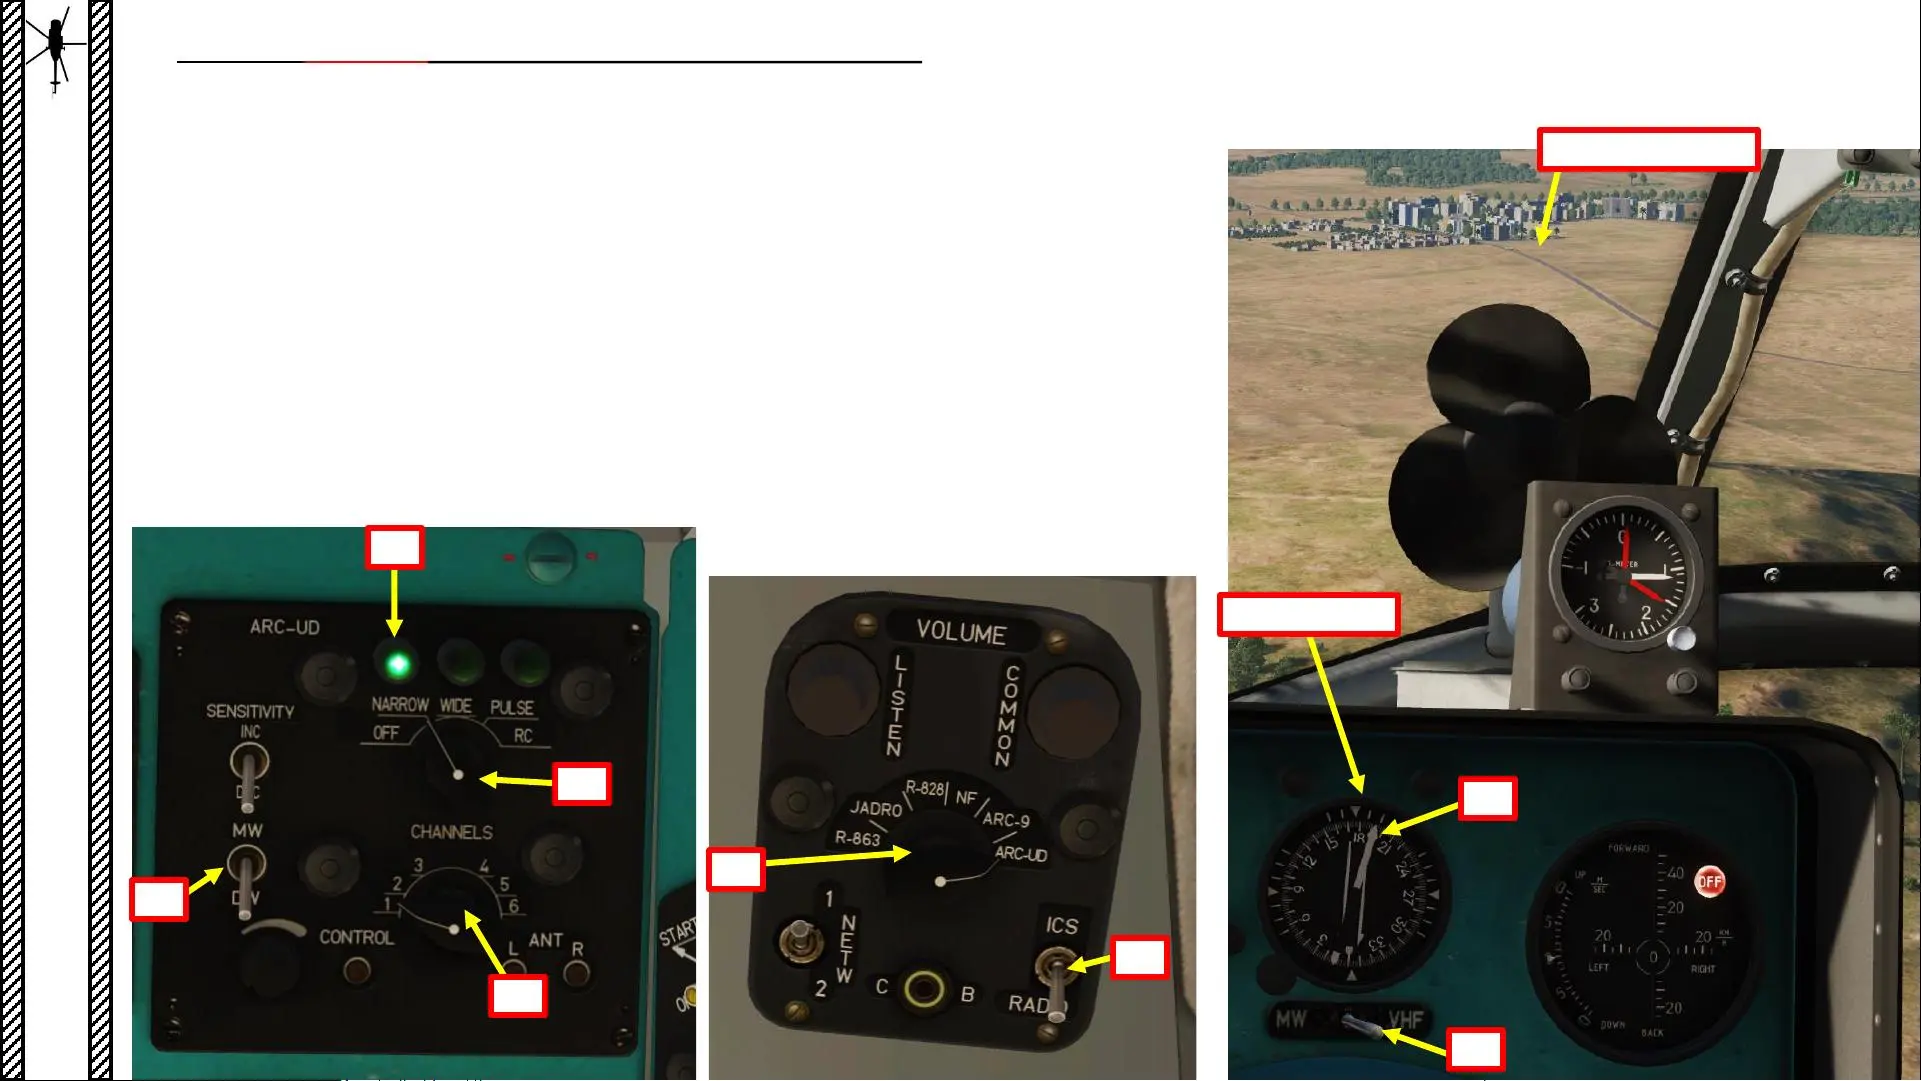 ARC-UD
NARROW WIDE PULSE
OFF RC
SENSITIVITY
INC
MW
CHANNELS
3 4
2 5
1 6
CONTROL
ANT
L R
START
VOLUME
LISTEN
COMMON
R-828 NF
JADRO ARC-9
R-863 ARC-UD
1
NETW
2
ICS
C B
RADIO
0
1
3 2
FORWARD
UP M SEC
40
OFF
20
20 20
LEFT 0 RIGHT
20
DOWN BACK
12 15 21 24
9 27
6 30
3 33
MW VHF